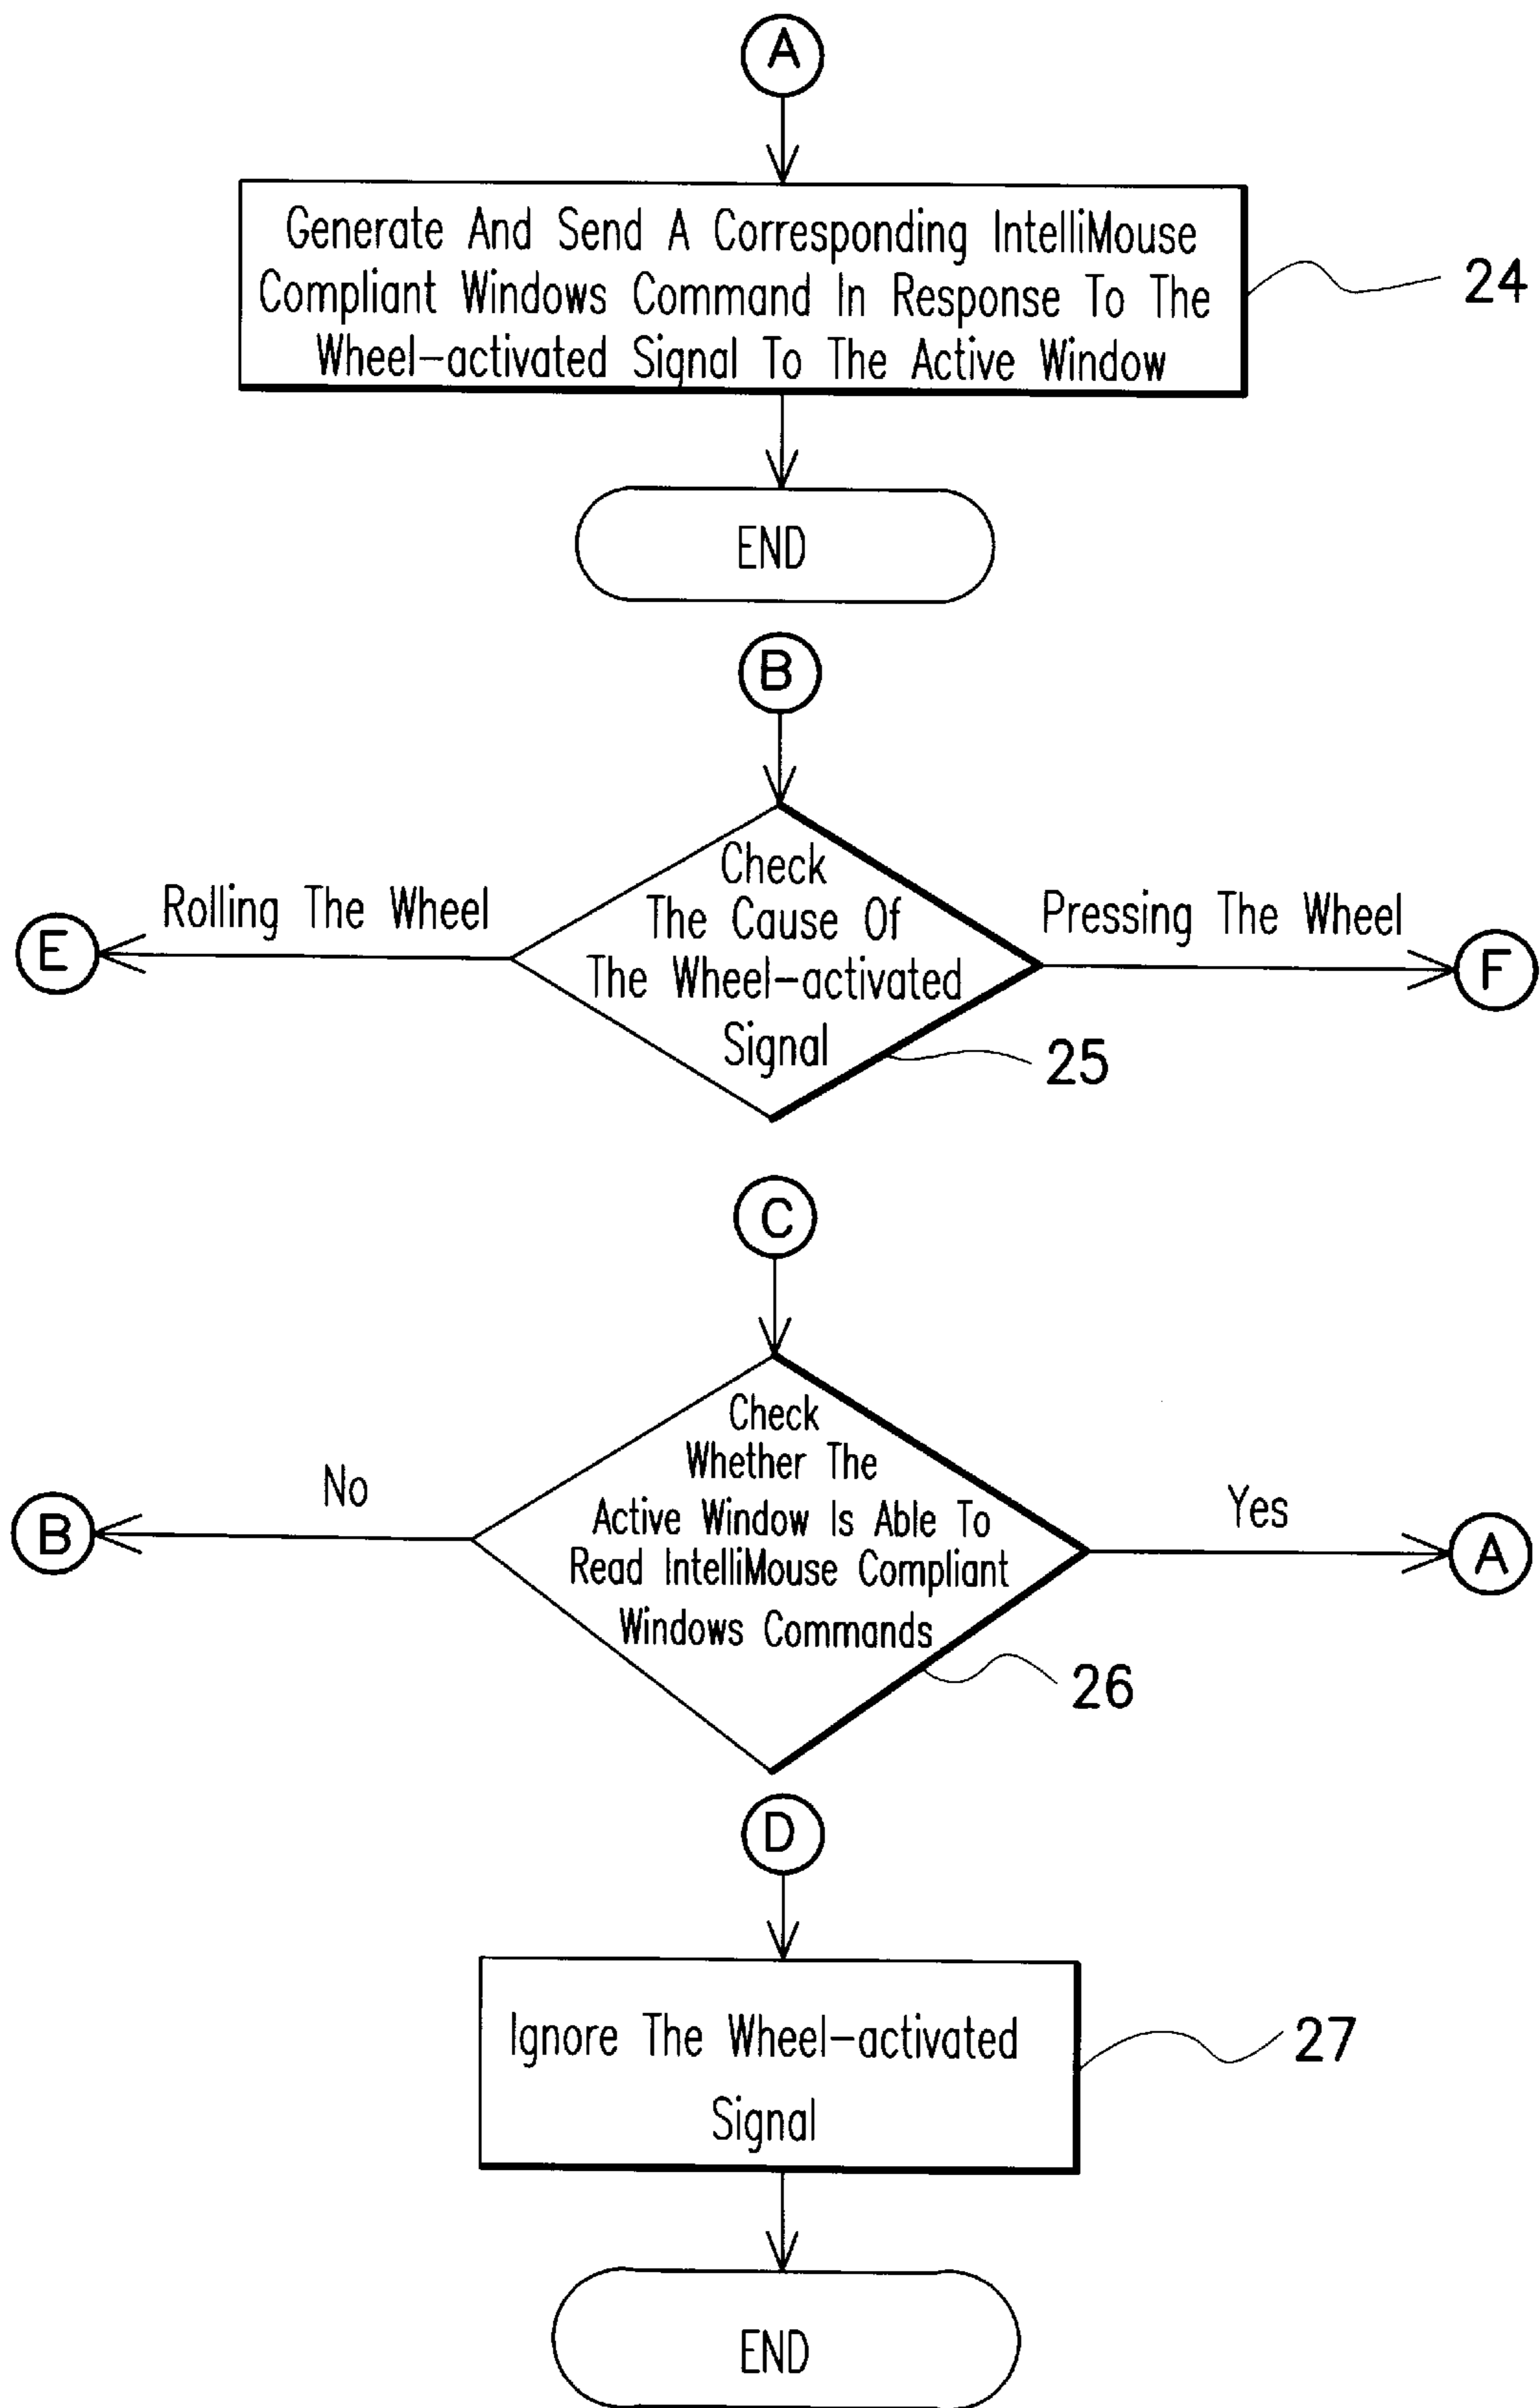 A
Generate And Send A Corresponding IntelliMouse
Compliant Windows Command In Response To The
Wheel-activated Signal To The Active Window
24
END
B
Check
The Cause Of
The Wheel-activated
Signal
Rolling The Wheel
E
Pressing The Wheel
F
25
C
Check
Whether The
Active Window Is Able To
Read IntelliMouse Compliant
Windows Commands
No
B
Yes
A
26
D
Ignore The Wheel-activated
Signal
27
END